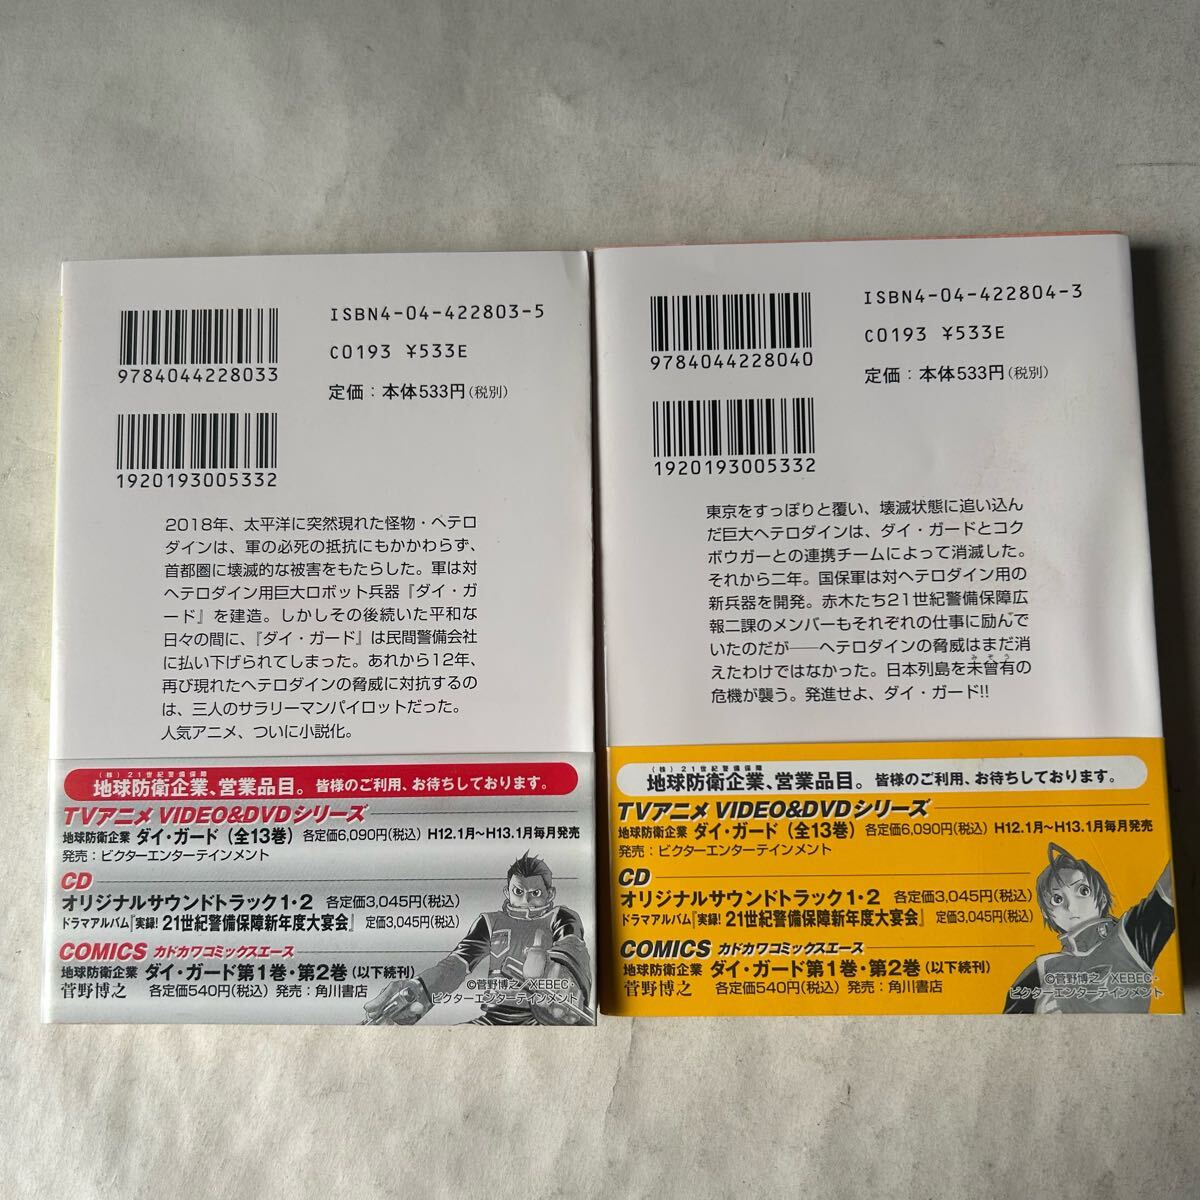 ISBN4-04-422803-5
9784044228033
C0193 ¥533E
定価：本体533円(税別)
1920193005332
2018年、太平洋に突然現れた怪物・ヘテロ
ダインは、軍の必死の抵抗にもかかわらず、
首都圏に壊滅的な被害をもたらした。軍は対
ヘテロダイン用巨大ロボット兵器『ダイ・ガ
ード』を建造。しかしその後続いた平和な
日々の間に、『ダイ・ガード』は民間警備会社
に払い下げられてしまった。あれから12年、
再び現れたヘテロダインの脅威に対抗するの
は、三人のサラリーマンパイロットだった。
人気アニメ、ついに小説化。
(株)21世紀警備保障
地球防衛企業、営業品目。 皆様のご利用、お待ちしております。
TVアニメ VIDEO&DVDシリーズ
地球防衛企業 ダイ・ガード（全13巻） 各定価6,090円(税込) H12.1月〜H13.1月毎月発売
発売：ビクターエンターテインメント
CD
オリジナルサウンドトラック1・2 各定価3,045円(税込)
ドラマアルバム『実録! 21世紀警備保障新年度大宴会』 定価3,045円(税込)
COMICS カドカワコミックスエース
地球防衛企業 ダイ・ガード第1巻・第2巻(以下続刊)
菅野博之 各定価540円(税込) 発売：角川書店
©菅野博之／XEBEC・
ビクターエンターテインメント
ISBN4-04-422804-3
9784044228040
C0193 ¥533E
定価：本体533円(税別)
1920193005332
東京をすっぽりと覆い、壊滅状態に追い込ん
だ巨大ヘテロダインは、ダイ・ガードとコク
ボウガーとの連携チームによって消滅した。
それから二年。国保軍は対ヘテロダイン用の
新兵器を開発。赤木たち21世紀警備保障広
報二課のメンバーもそれぞれの仕事に励んで
いたのだが──ヘテロダインの脅威はまだ消
えたわけではなかった。日本列島を未曾有の
みぞう
危機が襲う。発進せよ、ダイ・ガード!!
(株)21世紀警備保障
地球防衛企業、営業品目。 皆様のご利用、お待ちしております。
TVアニメ VIDEO&DVDシリーズ
地球防衛企業 ダイ・ガード（全13巻） 各定価6,090円(税込) H12.1月〜H13.1月毎月発売
発売：ビクターエンターテインメント
CD
オリジナルサウンドトラック1・2 各定価3,045円(税込)
ドラマアルバム『実録! 21世紀警備保障新年度大宴会』 定価3,045円(税込)
COMICS カドカワコミックスエース
地球防衛企業 ダイ・ガード第1巻・第2巻(以下続刊)
菅野博之 各定価540円(税込) 発売：角川書店
©菅野博之／XEBEC・
ビクターエンターテインメント